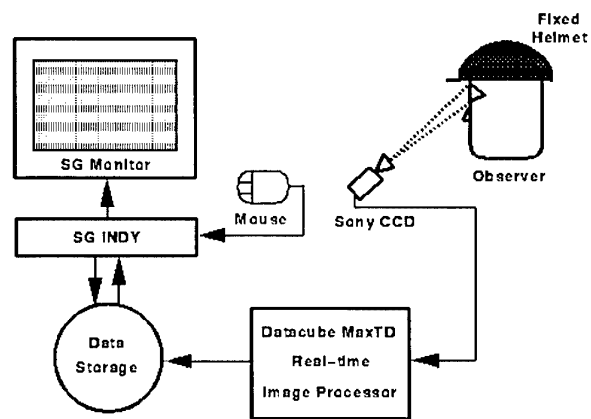 Fixed
Helmet
SG Monitor
Observer
Mouse
Sony CCD
SG INDY
Data
Storage
Datacube MaxTD
Real-time
Image Processor